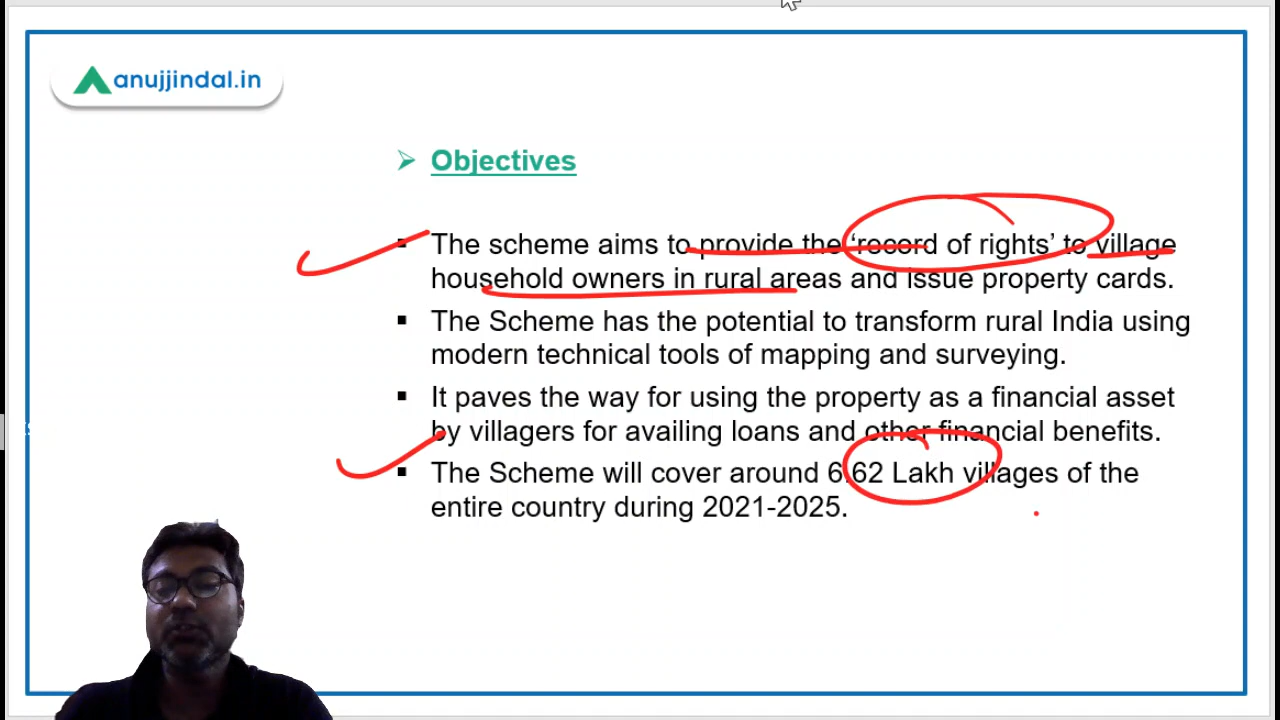 anujjindal.in
Objectives
The scheme aims to provide the ‘record of rights’ to village
household owners in rural areas and issue property cards.
The Scheme has the potential to transform rural India using
modern technical tools of mapping and surveying.
It paves the way for using the property as a financial asset
by villagers for availing loans and other financial benefits.
The Scheme will cover around 6.62 Lakh villages of the
entire country during 2021-2025.